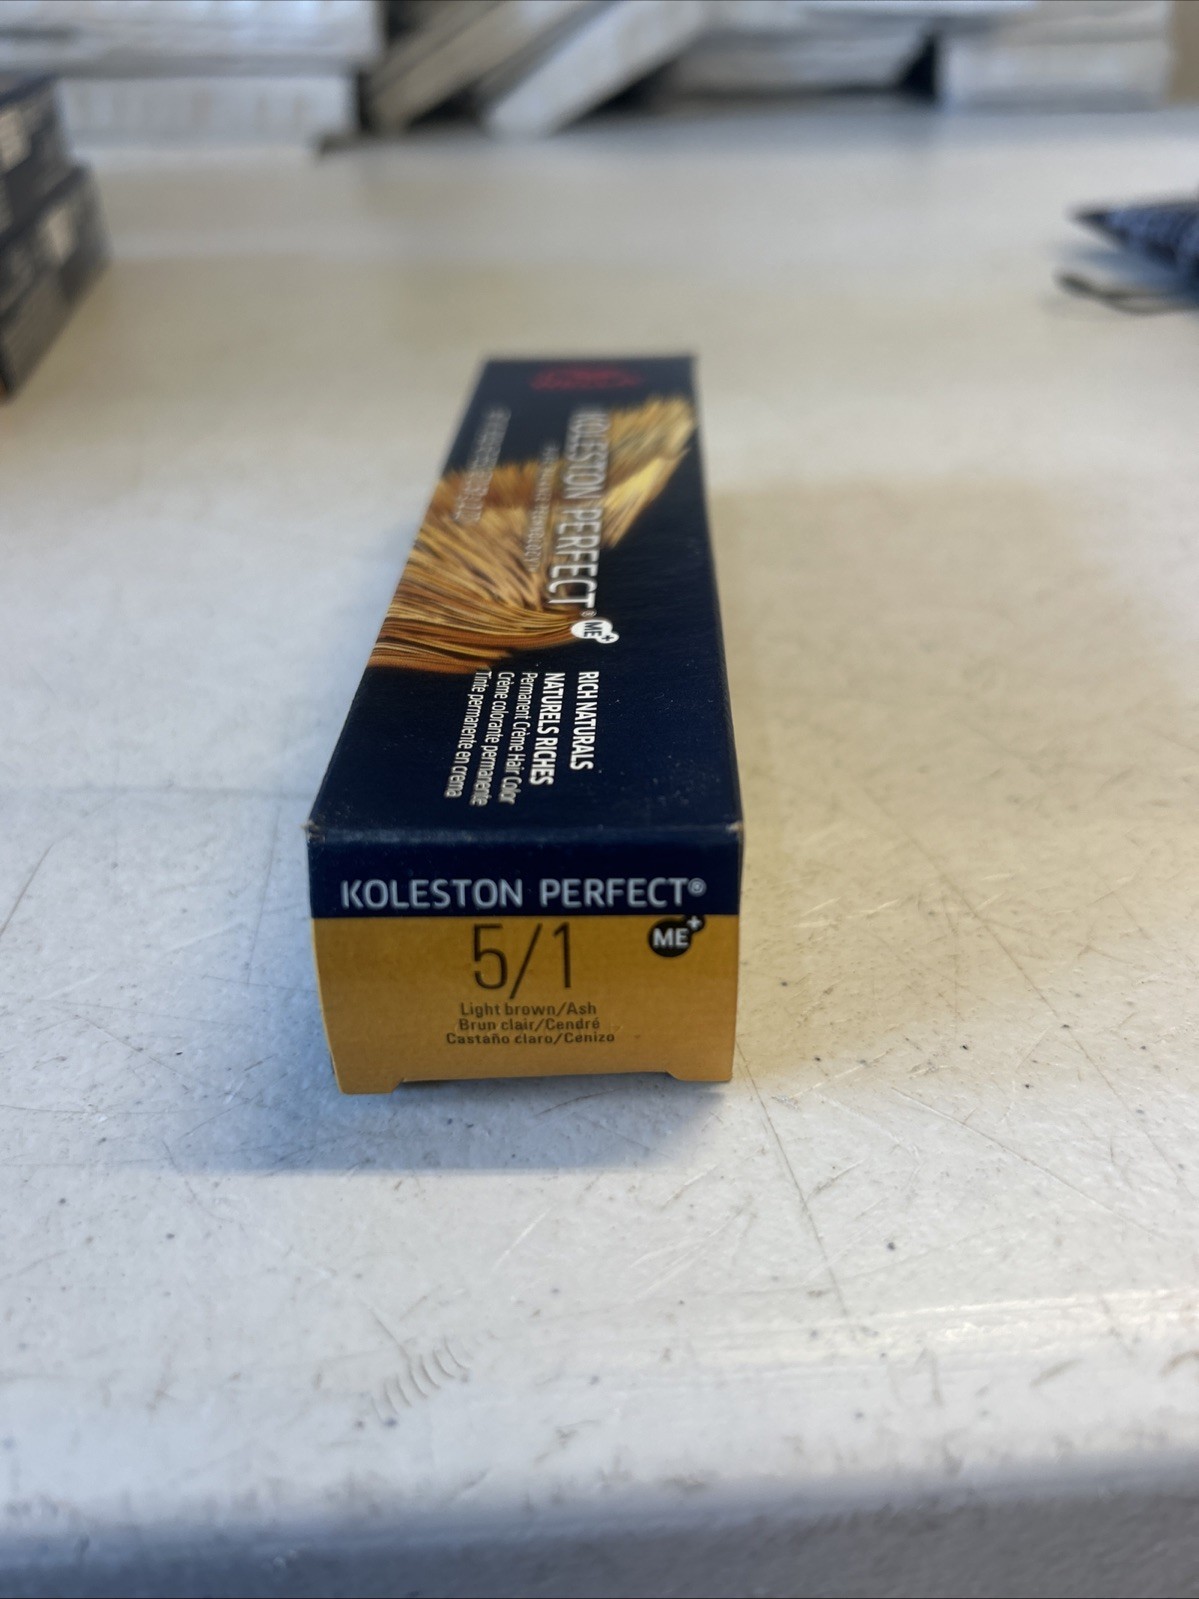 KOLESTON PERFECT®
ME+
RICH NATURALS
NATURELS RICHES
Permanent Crème Hair Color
Crème colorante permanente
Tinte permanente en crema
KOLESTON PERFECT®
5/1
ME+
Light brown/Ash
Brun clair/Cendré
Castaño claro/Cenizo